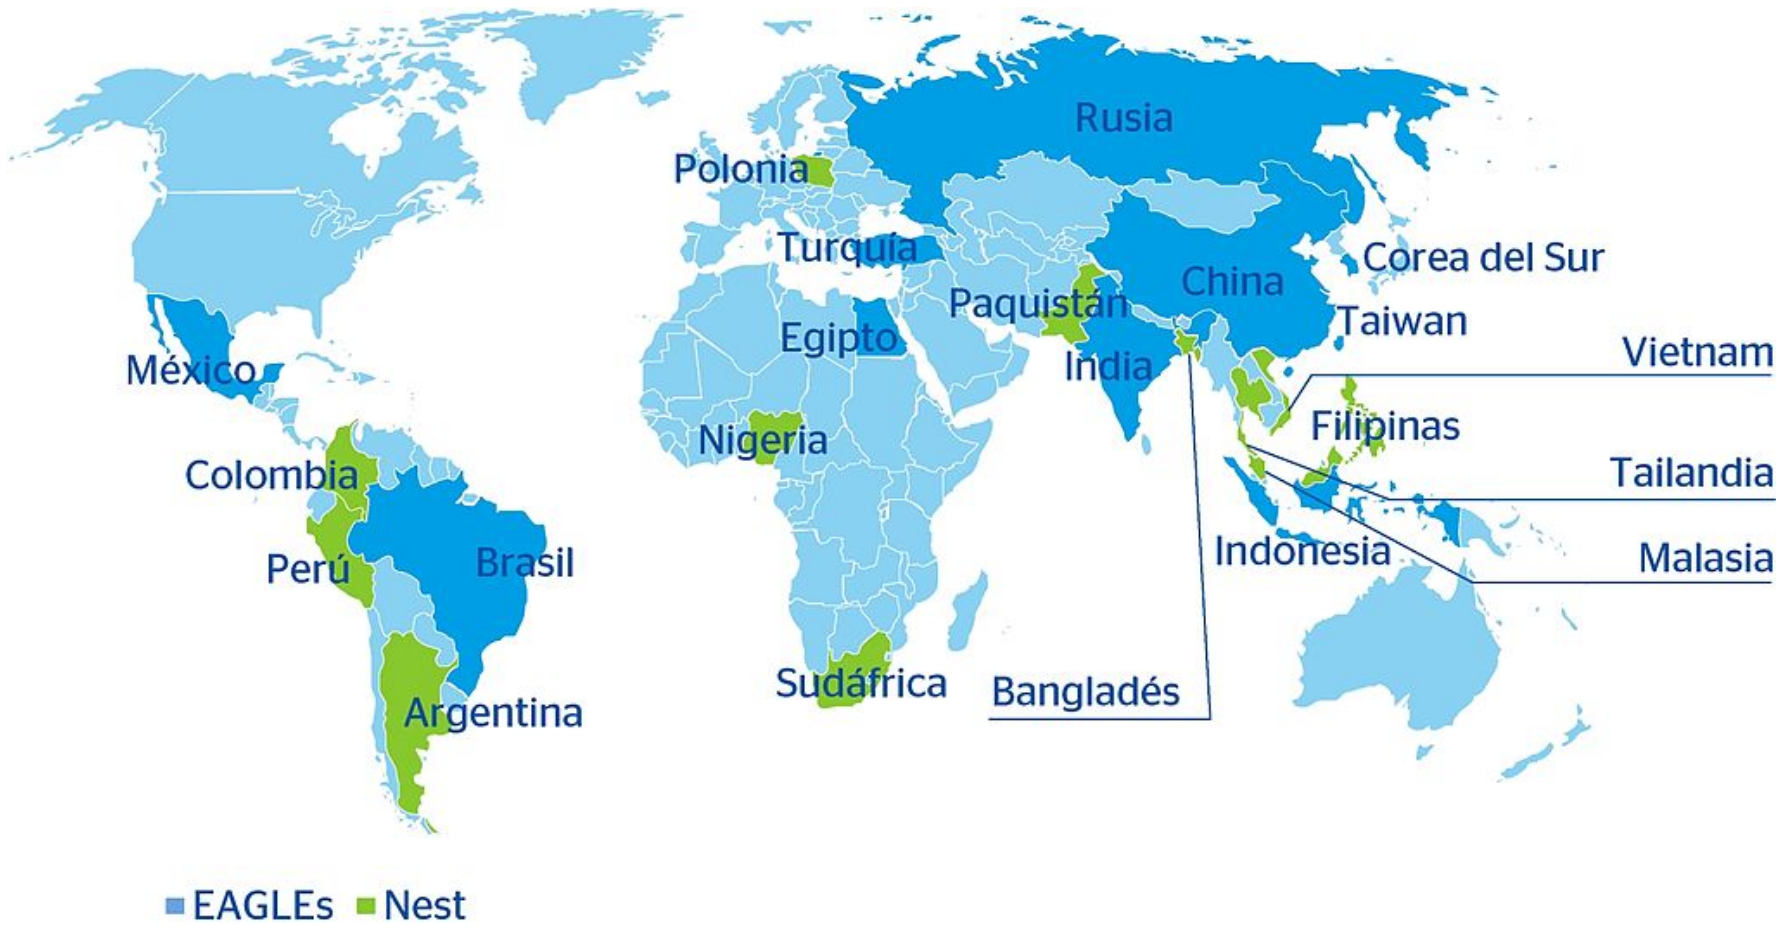 Rusia
Polonia
Turquía
Corea del Sur
China
Paquistán
Taiwan
Egipto
Vietnam
India
México
Filipinas
Nigeria
Colombia
Tailandia
Indonesia
Malasia
Brasil
Perú
Sudáfrica
Bangladés
Argentina
EAGLEs Nest